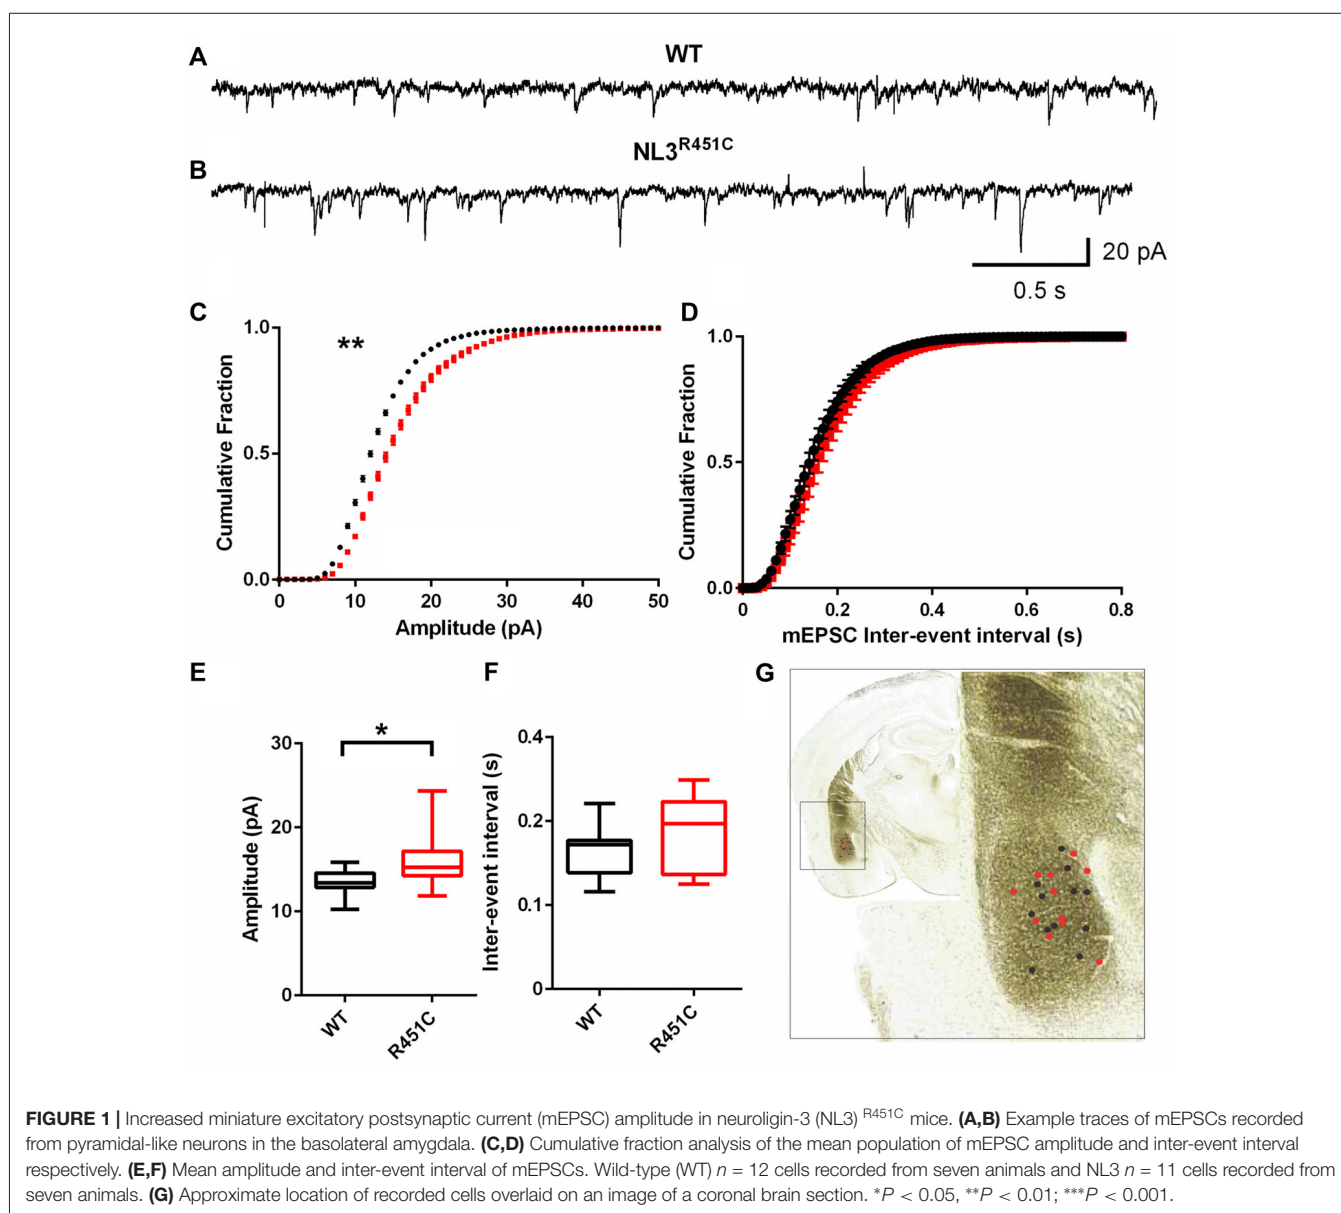 A
WT
B
NL3R451C
20 pA
0.5 s
C
**
1.0
0.5
0.0
Cumulative Fraction
0 10 20 30 40 50
Amplitude (pA)
D
1.0
0.5
0.0
Cumulative Fraction
0 0.2 0.4 0.6 0.8
mEPSC Inter-event interval (s)
E
*
30
20
10
0
Amplitude (pA)
WT
R451C
F
0.4
0.2
0.1
0
Inter-event interval (s)
WT
R451C
G
FIGURE 1 | Increased miniature excitatory postsynaptic current (mEPSC) amplitude in neuroligin-3 (NL3) R451C mice. (A,B) Example traces of mEPSCs recorded
from pyramidal-like neurons in the basolateral amygdala. (C,D) Cumulative fraction analysis of the mean population of mEPSC amplitude and inter-event interval
respectively. (E,F) Mean amplitude and inter-event interval of mEPSCs. Wild-type (WT) n = 12 cells recorded from seven animals and NL3 n = 11 cells recorded from
seven animals. (G) Approximate location of recorded cells overlaid on an image of a coronal brain section. *P < 0.05, **P < 0.01; ***P < 0.001.